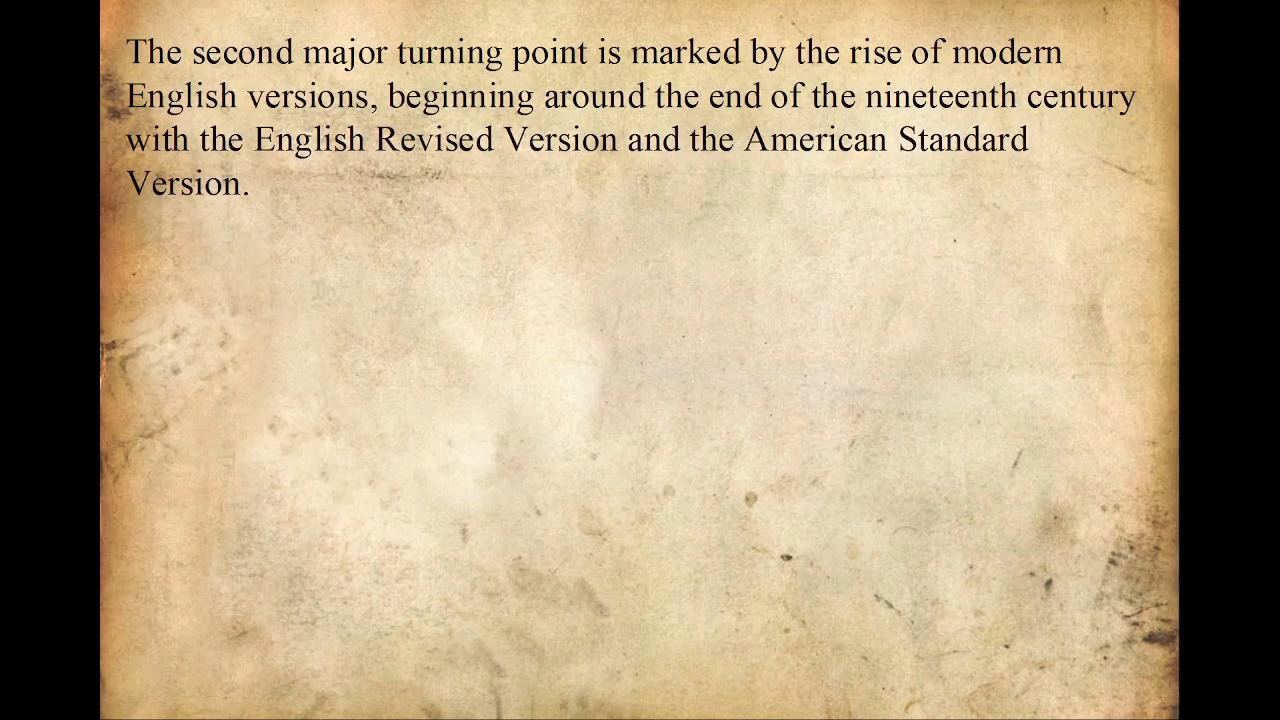 The second major turning point is marked by the rise of modern
English versions, beginning around the end of the nineteenth century
with the English Revised Version and the American Standard
Version.